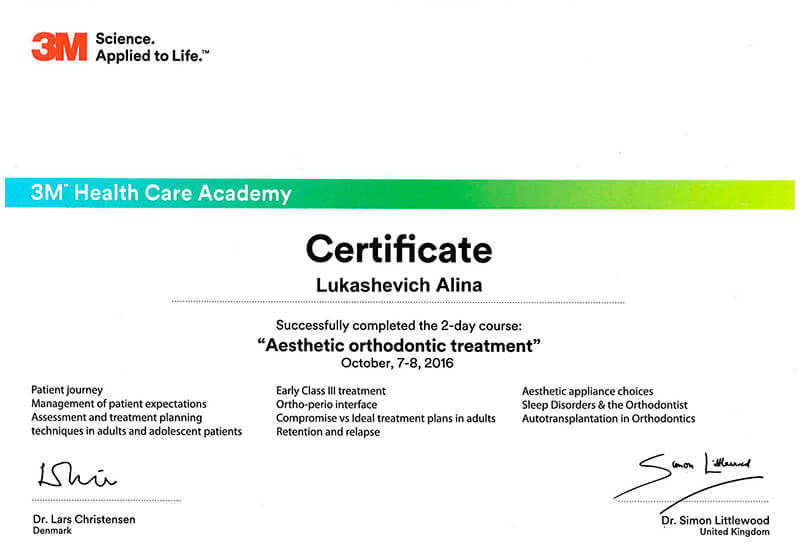 3M Science.
Applied to Life.™
3M™ Health Care Academy
Certificate
Lukashevich Alina
Successfully completed the 2-day course:
“Aesthetic orthodontic treatment”
October, 7-8, 2016
Patient journey
Management of patient expectations
Assessment and treatment planning
techniques in adults and adolescent patients
Early Class III treatment
Ortho-perio interface
Compromise vs Ideal treatment plans in adults
Retention and relapse
Aesthetic appliance choices
Sleep Disorders & the Orthodontist
Autotransplantation in Orthodontics
Simon Littlewood
Dr. Lars Christensen
Denmark
Dr. Simon Littlewood
United Kingdom